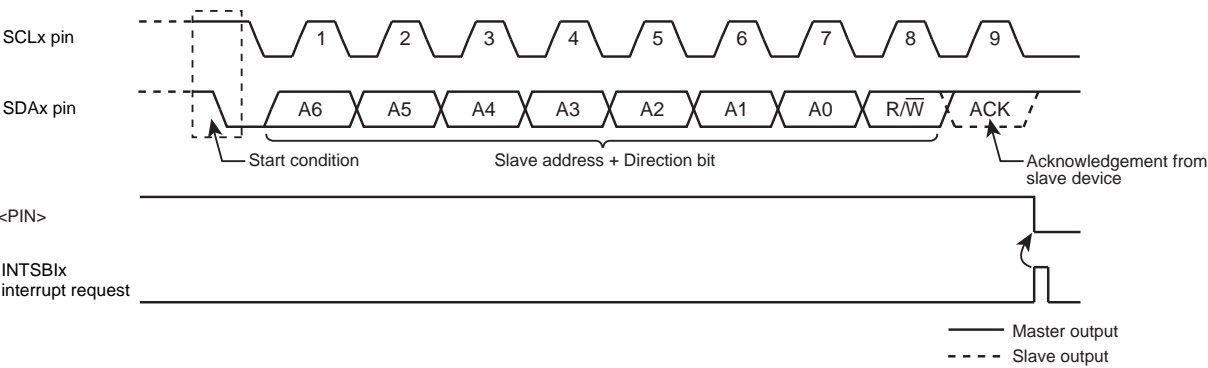 SCLx pin
1 2 3 4 5 6 7 8 9
SDAx pin
A6 A5 A4 A3 A2 A1 A0 R/W̅ ACK
Start condition
Slave address + Direction bit
Acknowledgement from
slave device
<PIN>
INTSBIx
interrupt request
Master output
Slave output